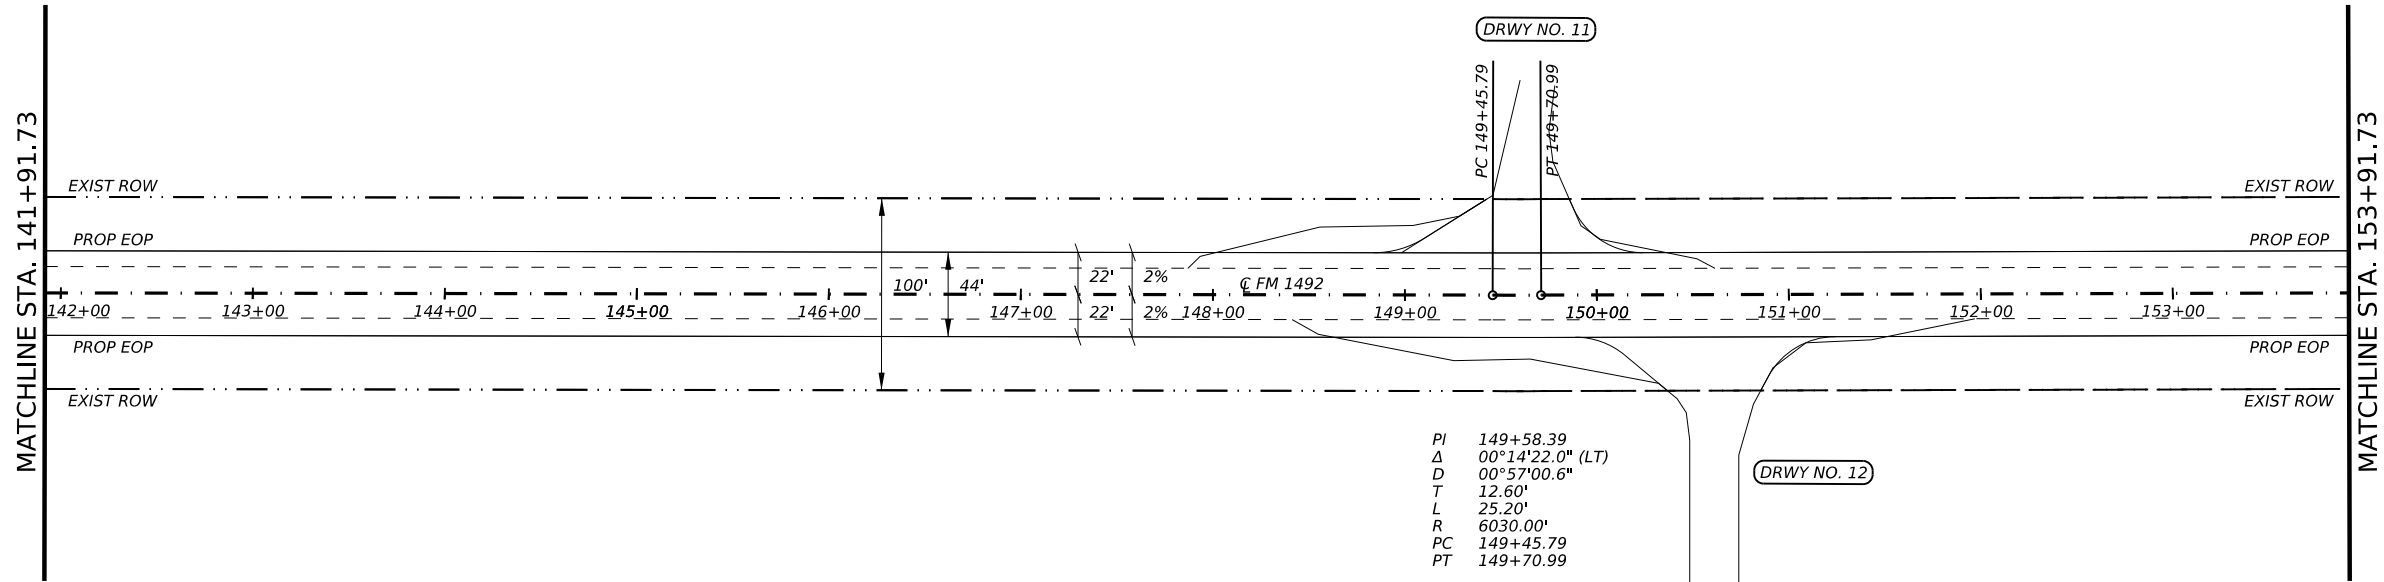 DRWY NO. 11
MATCHLINE STA. 141+91.73
PC 149+45.79
PT 149+70.99
MATCHLINE STA. 153+91.73
EXIST ROW
EXIST ROW
PROP EOP
PROP EOP
100'
44'
22'
2%
C FM 1492
142+00
143+00
144+00
145+00
146+00
147+00
22'
2%
148+00
149+00
150+00
151+00
152+00
153+00
PROP EOP
PROP EOP
EXIST ROW
EXIST ROW
PI 149+58.39
Δ 00°14'22.0" (LT)
D 00°57'00.6"
T 12.60'
L 25.20'
R 6030.00'
PC 149+45.79
PT 149+70.99
DRWY NO. 12